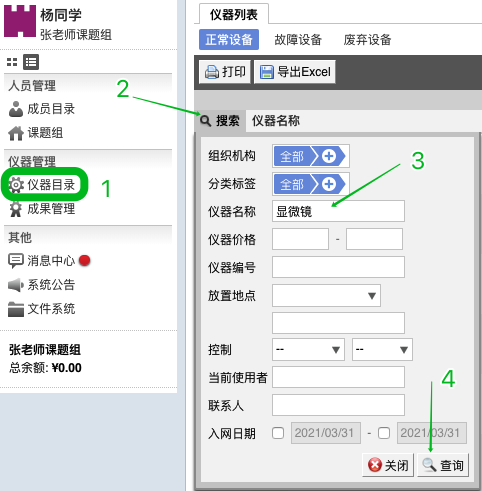 杨同学
张老师课题组
人员管理
成员目录
课题组
仪器管理
仪器目录
1
成果管理
其他
消息中心
系统公告
文件系统
张老师课题组
总余额: ¥0.00
仪器列表
正常设备 故障设备 废弃设备
打印 导出Excel
2
搜索 仪器名称
组织机构 全部
3
分类标签 全部
仪器名称 显微镜
仪器价格 -
仪器编号
放置地点
控制 -- --
当前使用者
4
联系人
入网日期 2021/03/31 - 2021/03/31
关闭 查询